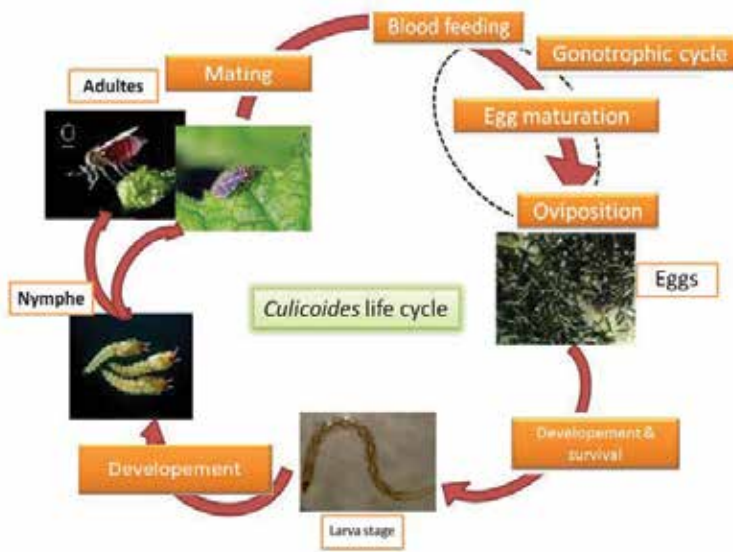 Blood feeding
Gonotrophic cycle
Mating
Adultes
Egg maturation
Oviposition
Eggs
Nymphe
Culicoides life cycle
Developement &
survival
Developement
Larva stage